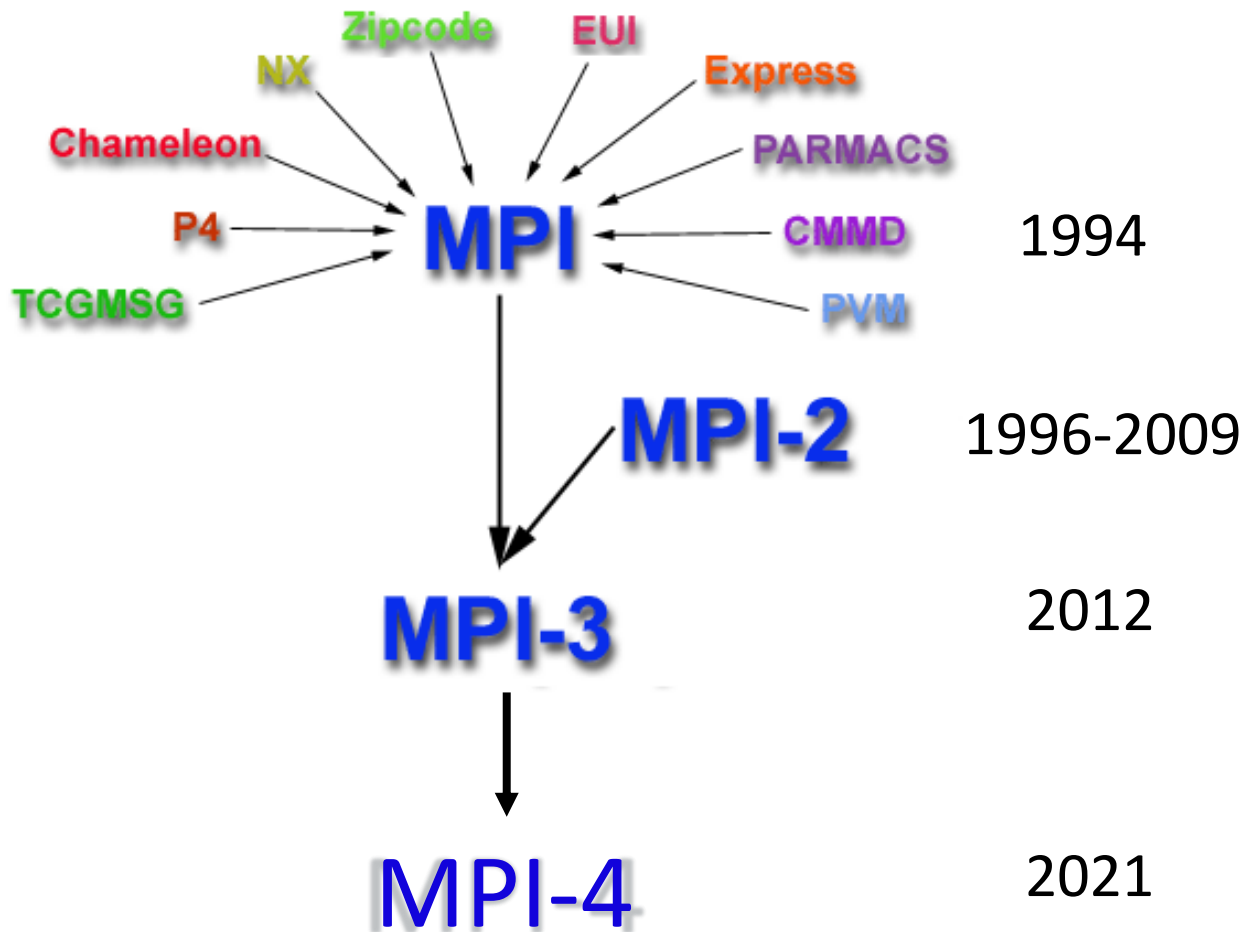 Zipcode
EUI
NX
Express
Chameleon
PARMACS
P4
MPI
CMMD
1994
TCGMSG
PVM
MPI-2
1996-2009
MPI-3
2012
MPI-4
2021